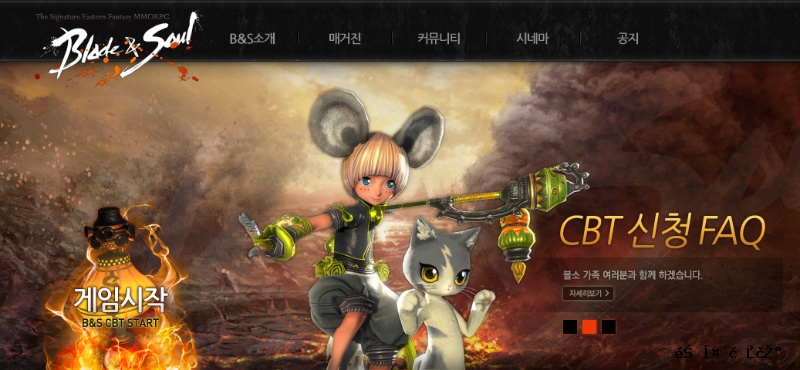 The Signature Eastern Fantasy MMORPG
Blade & Soul
B&S소개
매거진
커뮤니티
시네마
공지
CBT 신청 FAQ
블소 가족 여러분과 함께 하겠습니다.
자세히보기 >
게임시작
B&S CBT START